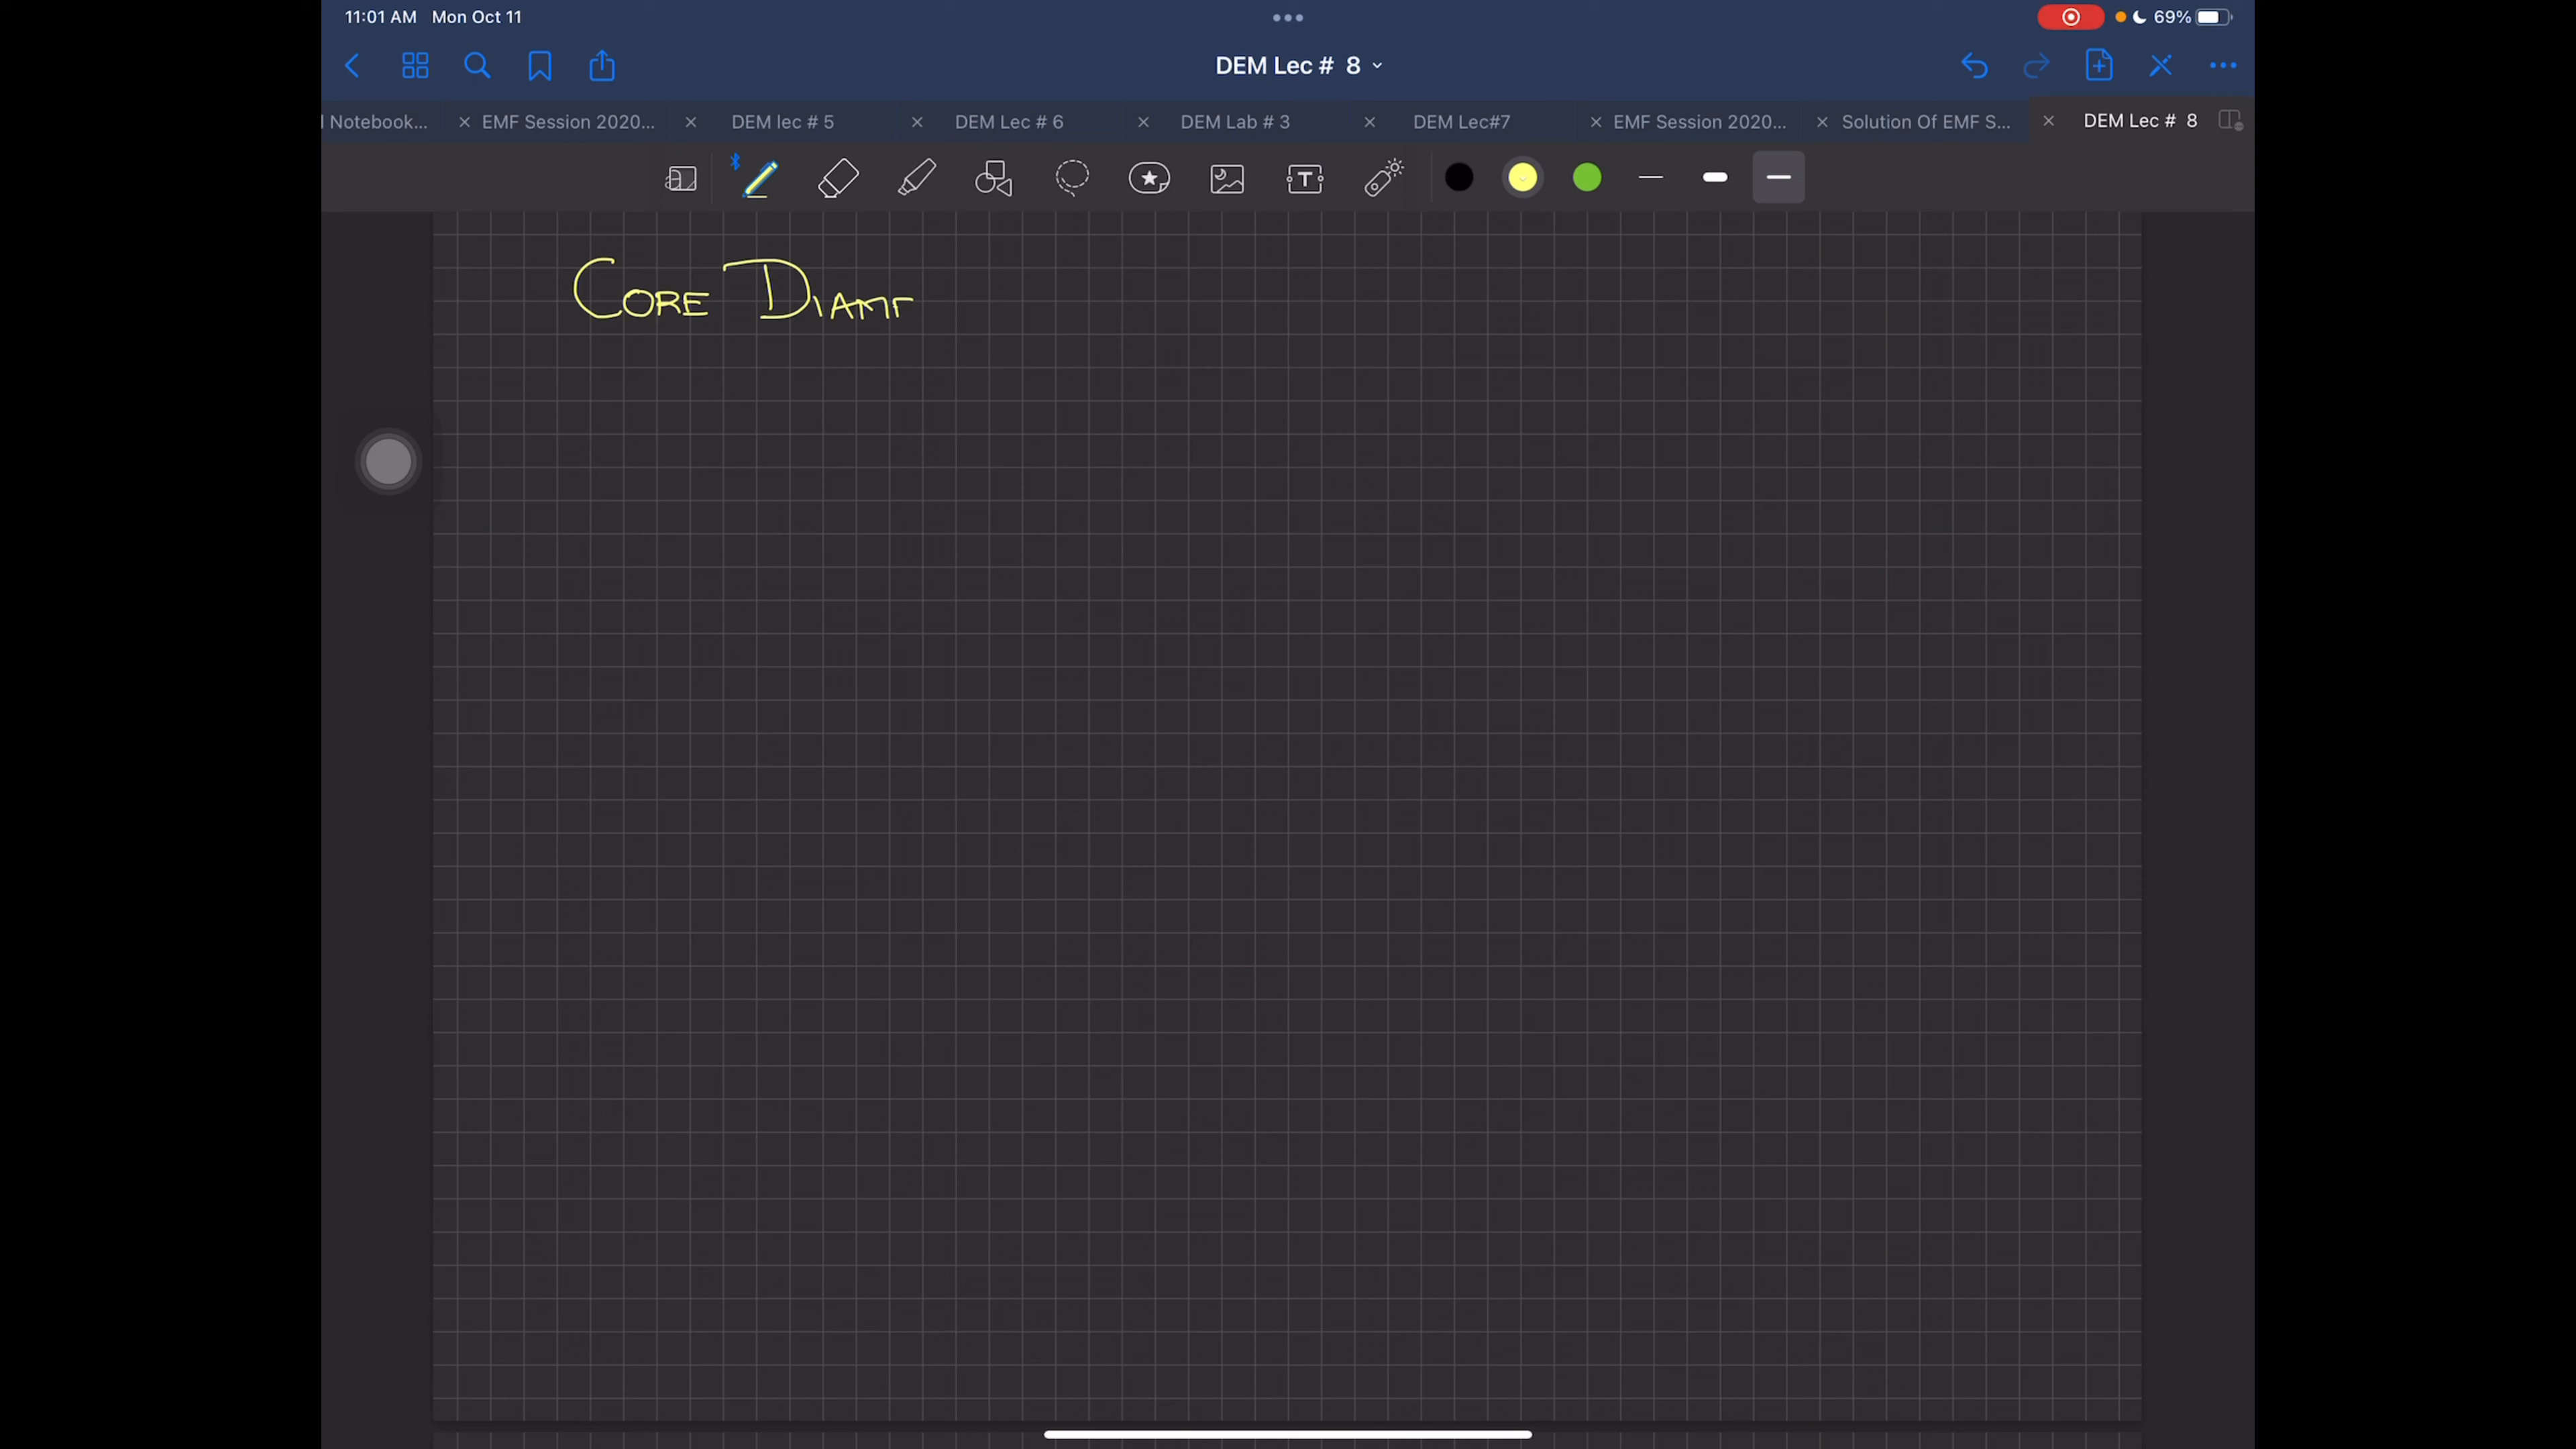 11:01 AM Mon Oct 11
69%
DEM Lec # 8
l Notebook... EMF Session 2020... DEM lec # 5 DEM Lec # 6 DEM Lab # 3 DEM Lec#7 EMF Session 2020... Solution Of EMF S... DEM Lec # 8
CORE DIAM